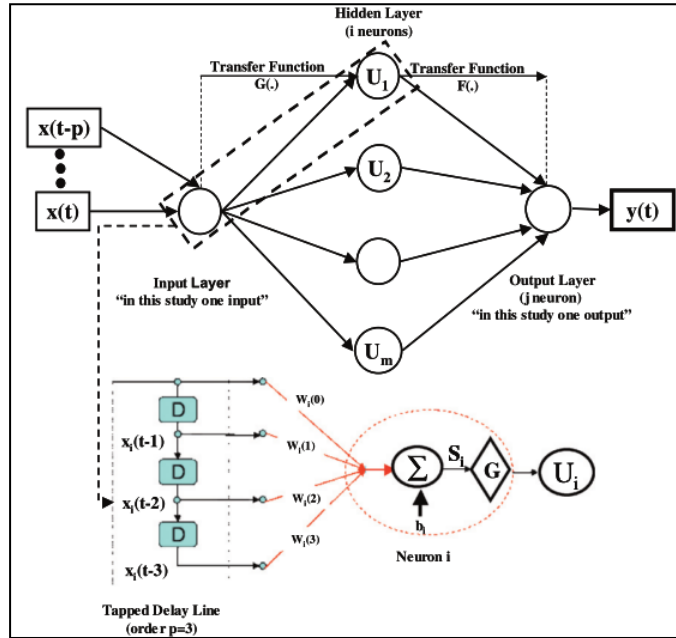 Hidden Layer
(i neurons)
Transfer Function
G(.)
Transfer Function
F(.)
U1
x(t-p)
U2
x(t)
y(t)
Input Layer
“in this study one input”
Output Layer
(j neuron)
“in this study one output”
Um
D
Wi(0)
xi(t-1)
Wi(1)
D
Σ
Si
G
Ui
xi(t-2)
Wi(2)
bi
D
Wi(3)
Neuron i
xi(t-3)
Tapped Delay Line
(order p=3)